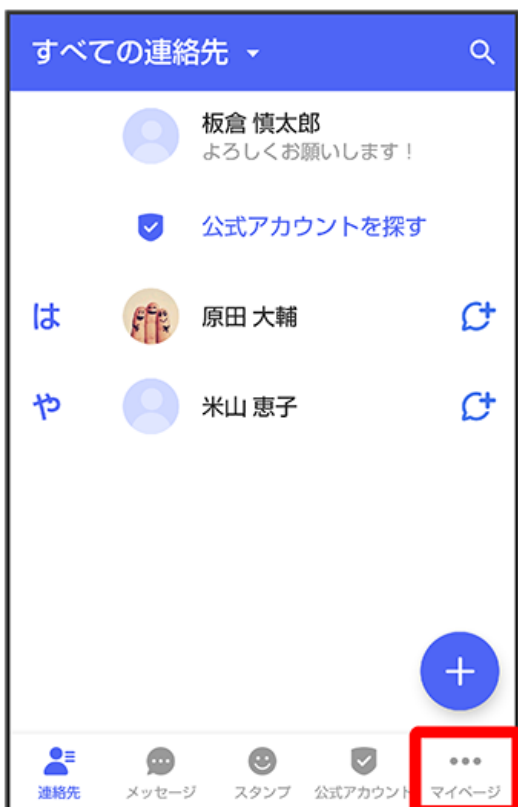 すべての連絡先
板倉 慎太郎
よろしくお願いします！
公式アカウントを探す
は
原田 大輔
や
米山 恵子
連絡先
メッセージ
スタンプ
公式アカウント
マイページ